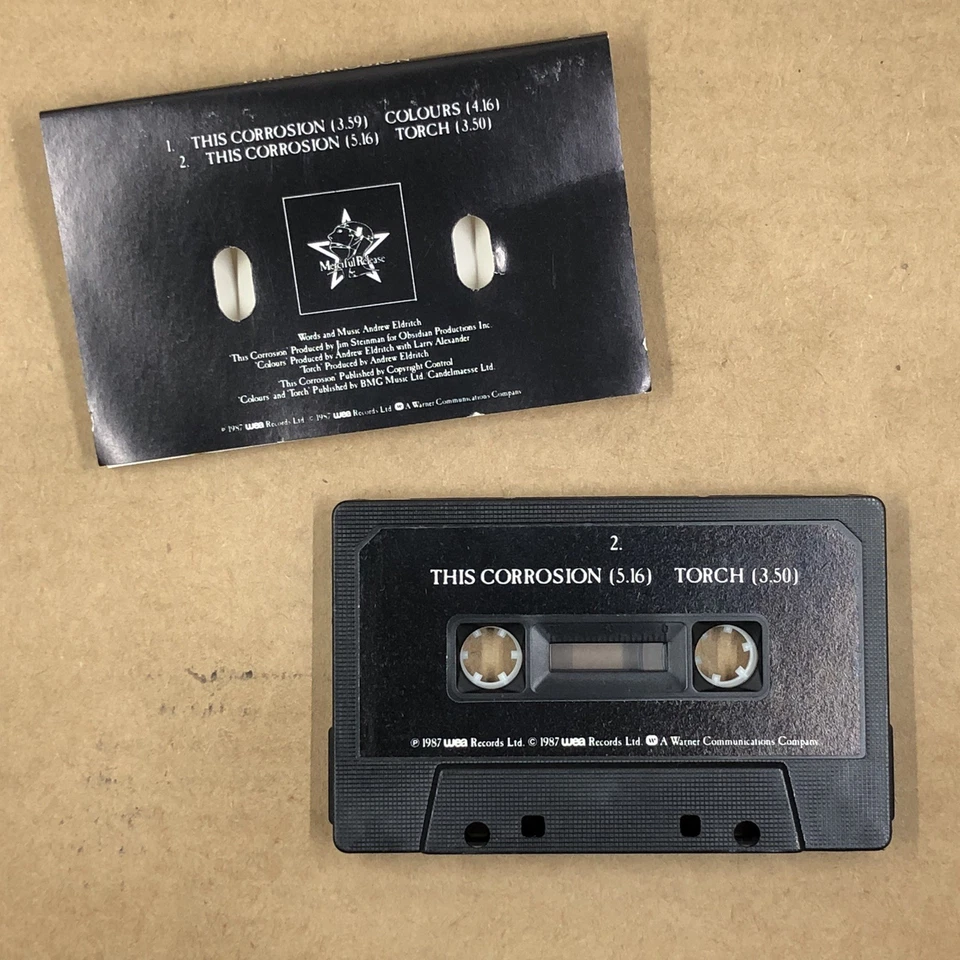 1. THIS CORROSION (3.59) COLOURS (4.16)
2. THIS CORROSION (5.16) TORCH (3.50)
Merciful Release
Words and Music Andrew Eldritch
'This Corrosion' Produced by Jim Steinman for Obsidian Productions Inc.
'Colours' Produced by Andrew Eldritch with Larry Alexander
'Torch' Produced by Andrew Eldritch
'This Corrosion' Published by Copyright Control
'Colours' and 'Torch' Published by BMG Music Ltd. Candelmaesse Ltd.
℗ 1987 wea Records Ltd. © 1987 wea Records Ltd. A Warner Communications Company
2.
THIS CORROSION (5.16) TORCH (3.50)
℗ 1987 wea Records Ltd. © 1987 wea Records Ltd. A Warner Communications Company